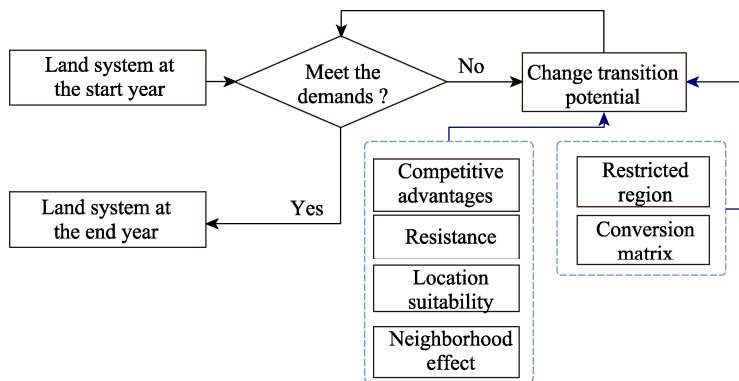 Land system at
the start year
Meet the
demands ?
No
Change transition
potential
Land system at
the end year
Yes
Competitive
advantages
Resistance
Location
suitability
Neighborhood
effect
Restricted
region
Conversion
matrix